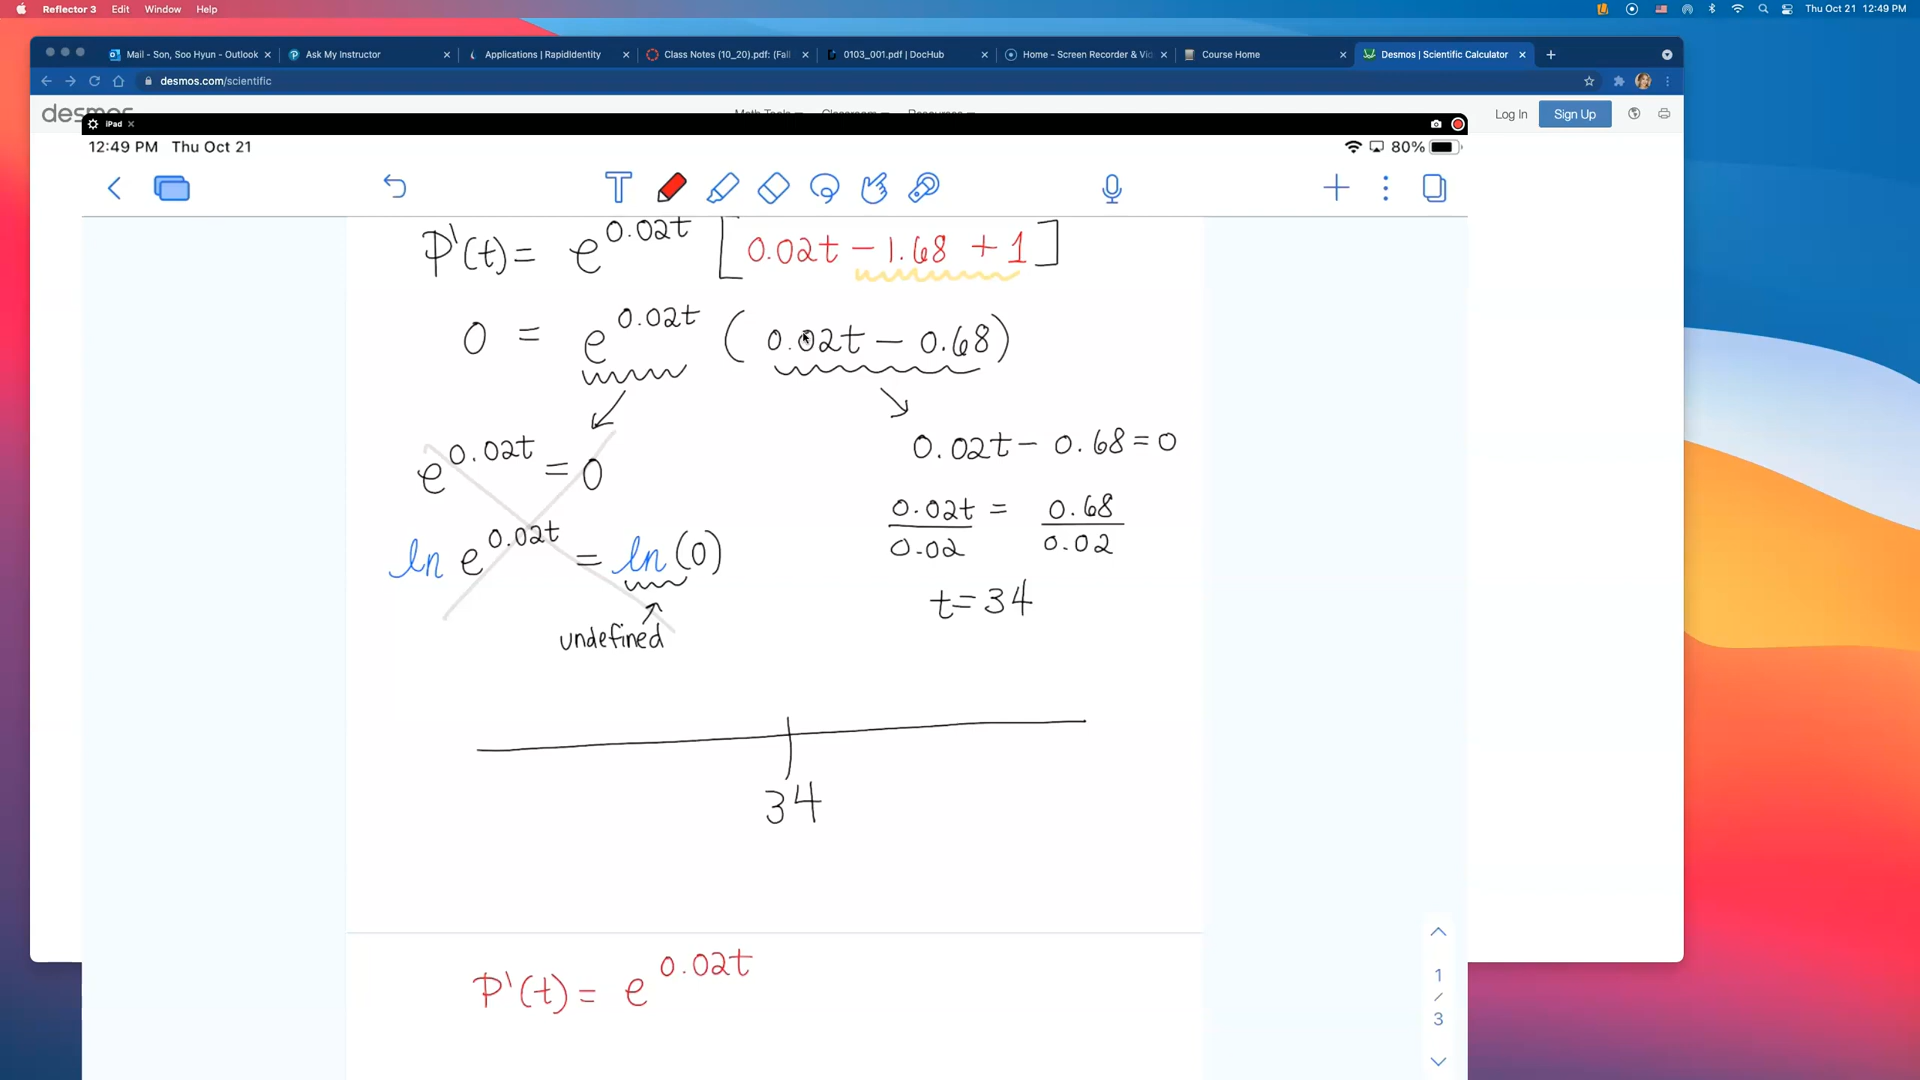 Reflector 3 Edit Window Help Thu Oct 21 12:49 PM
Mail - Son, Soo Hyun - Outlook Ask My Instructor Applications | RapidIdentity Class Notes (10_20).pdf: (Fall 0103_001.pdf | DocHub Home - Screen Recorder & Vid Course Home Desmos | Scientific Calculator
desmos.com/scientific
desmos Log In Sign Up
iPad
12:49 PM Thu Oct 21 80%
P'(t) = e^0.02t [0.02t - 1.68 + 1]
0 = e^0.02t (0.02t - 0.68)
e^0.02t = 0
0.02t - 0.68 = 0
0.02t/0.02 = 0.68/0.02
ln e^0.02t = ln(0)
t = 34
undefined
34
P'(t) = e^0.02t
1
/
3